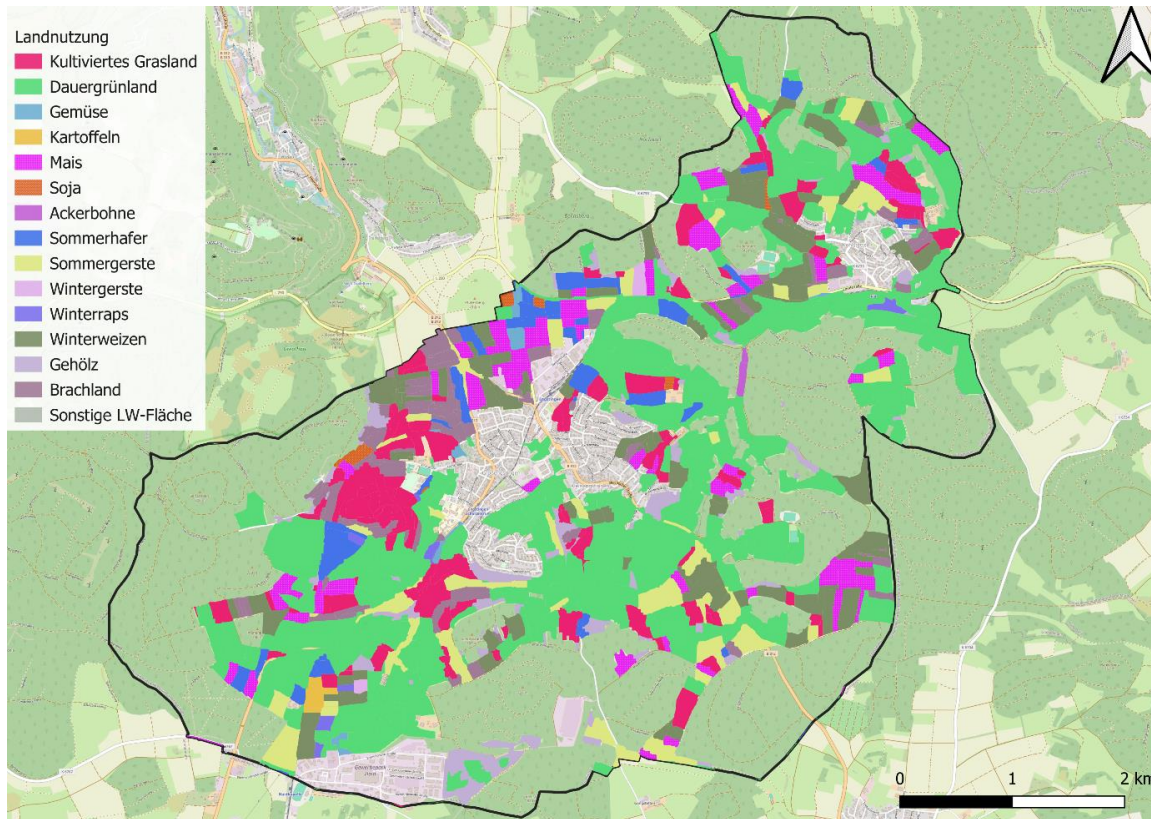 Landnutzung
Kultiviertes Grasland
Dauergrünland
Gemüse
Kartoffeln
Mais
Soja
Ackerbohne
Sommerhafer
Sommergerste
Wintergerste
Winterraps
Winterweizen
Gehölz
Brachland
Sonstige LW-Fläche
0 1 2 km